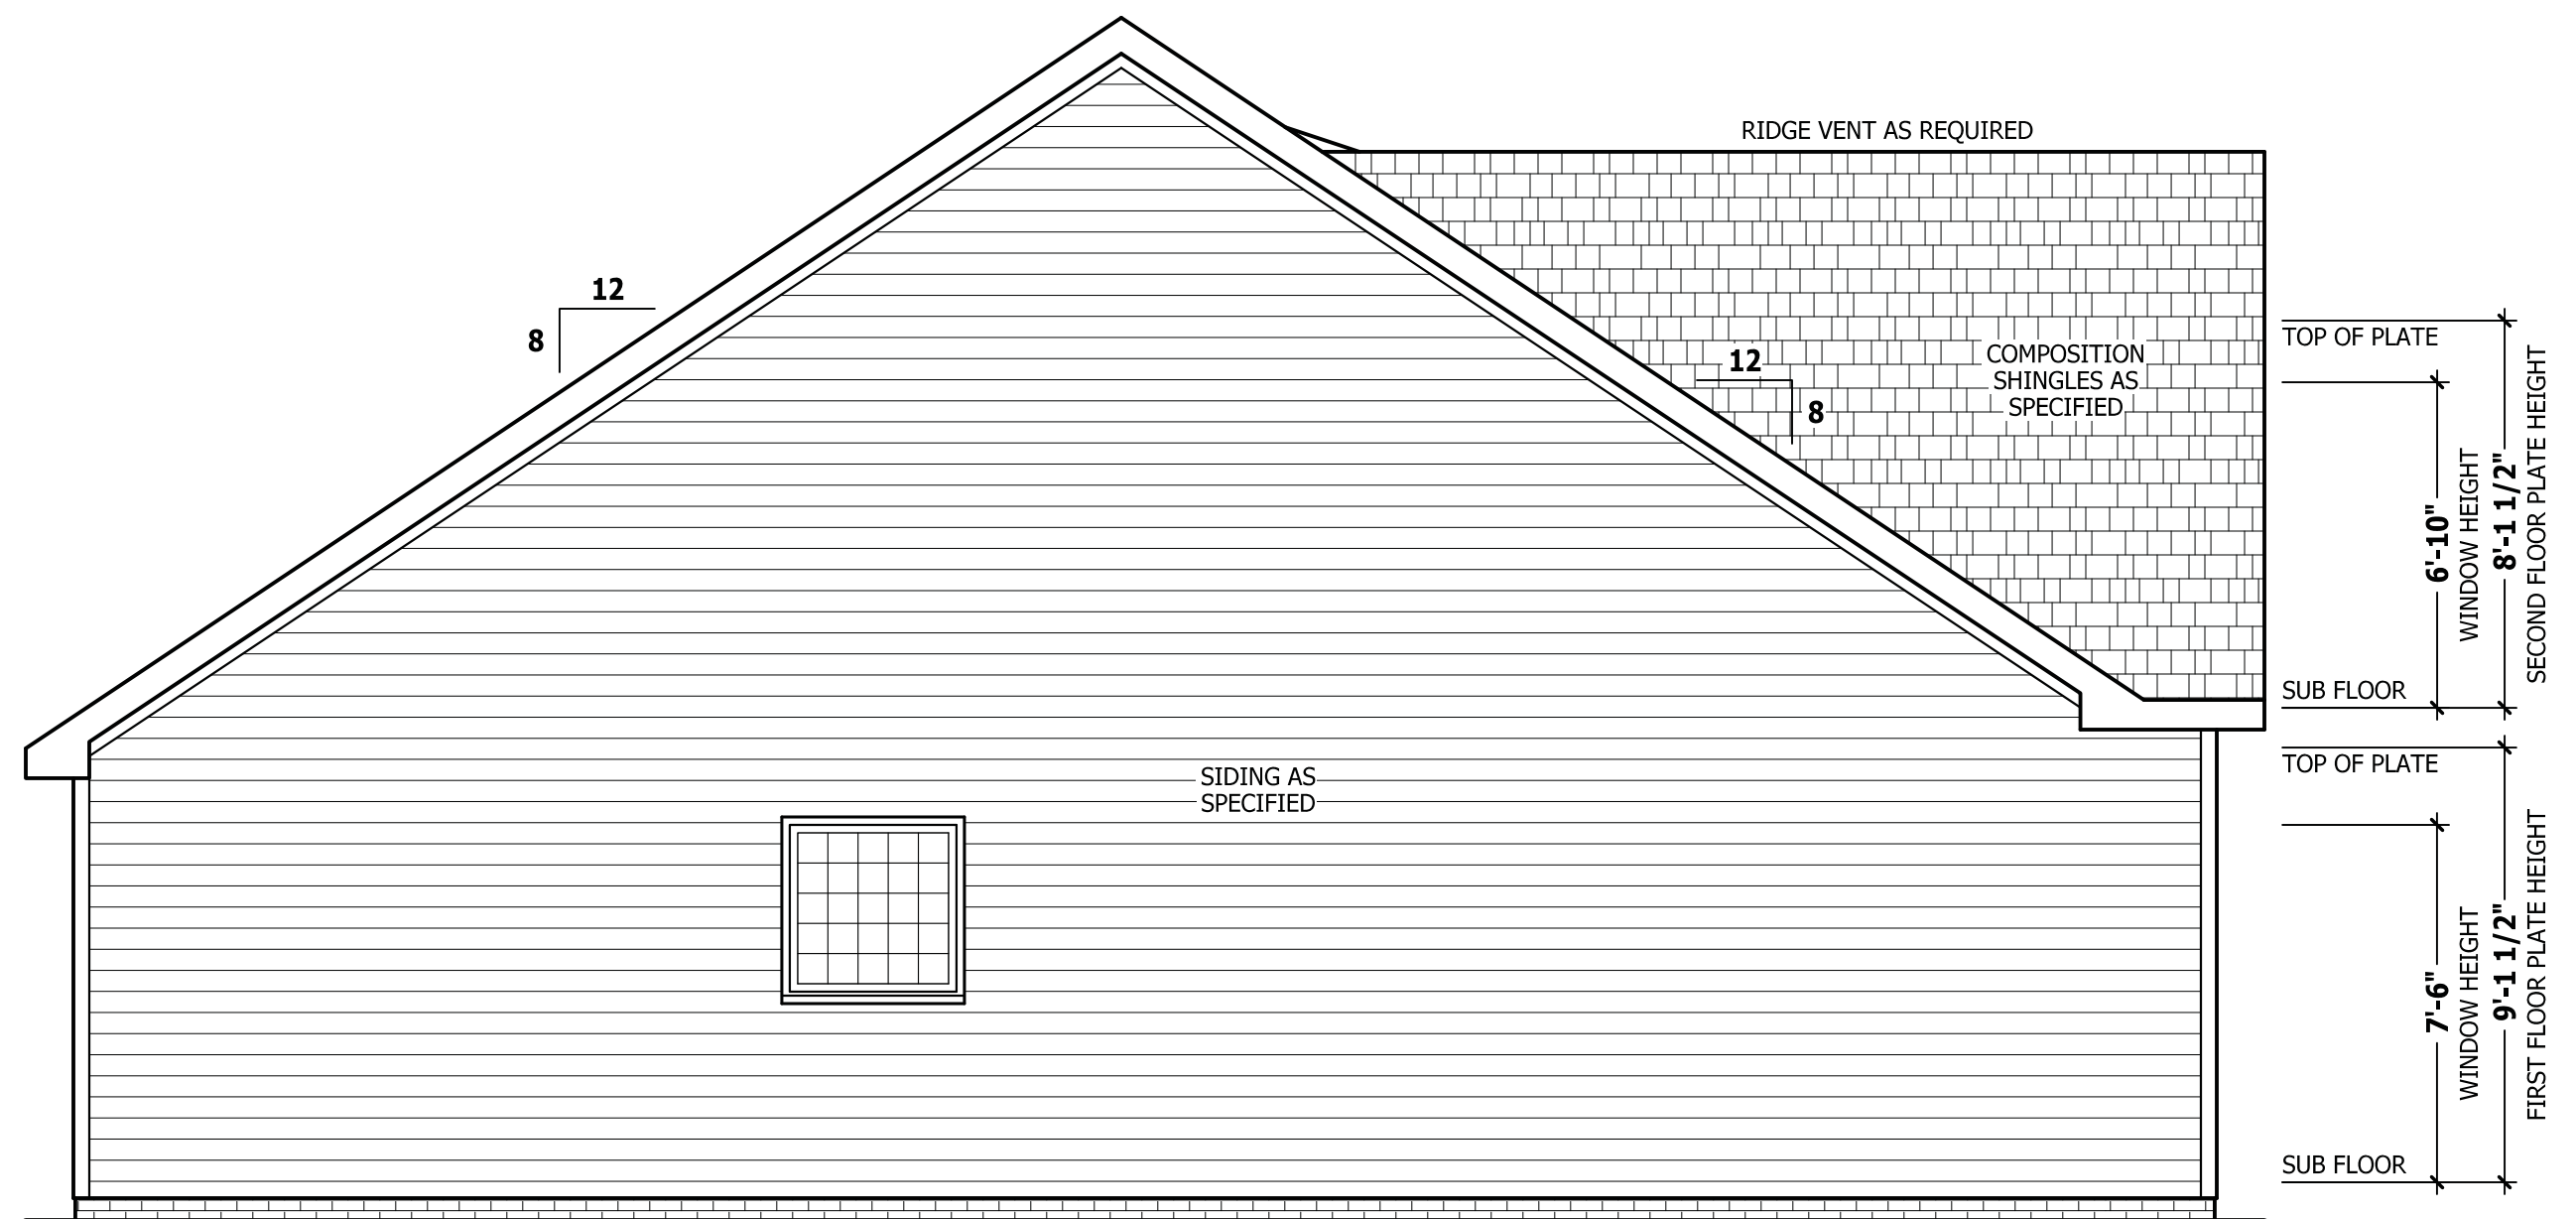 RIDGE VENT AS REQUIRED
12
8
12
8
COMPOSITION
SHINGLES AS
SPECIFIED
SIDING AS
SPECIFIED
TOP OF PLATE
SUB FLOOR
6'-10"
WINDOW HEIGHT
8'-1 1/2"
SECOND FLOOR PLATE HEIGHT
TOP OF PLATE
SUB FLOOR
7'-6"
WINDOW HEIGHT
9'-1 1/2"
FIRST FLOOR PLATE HEIGHT